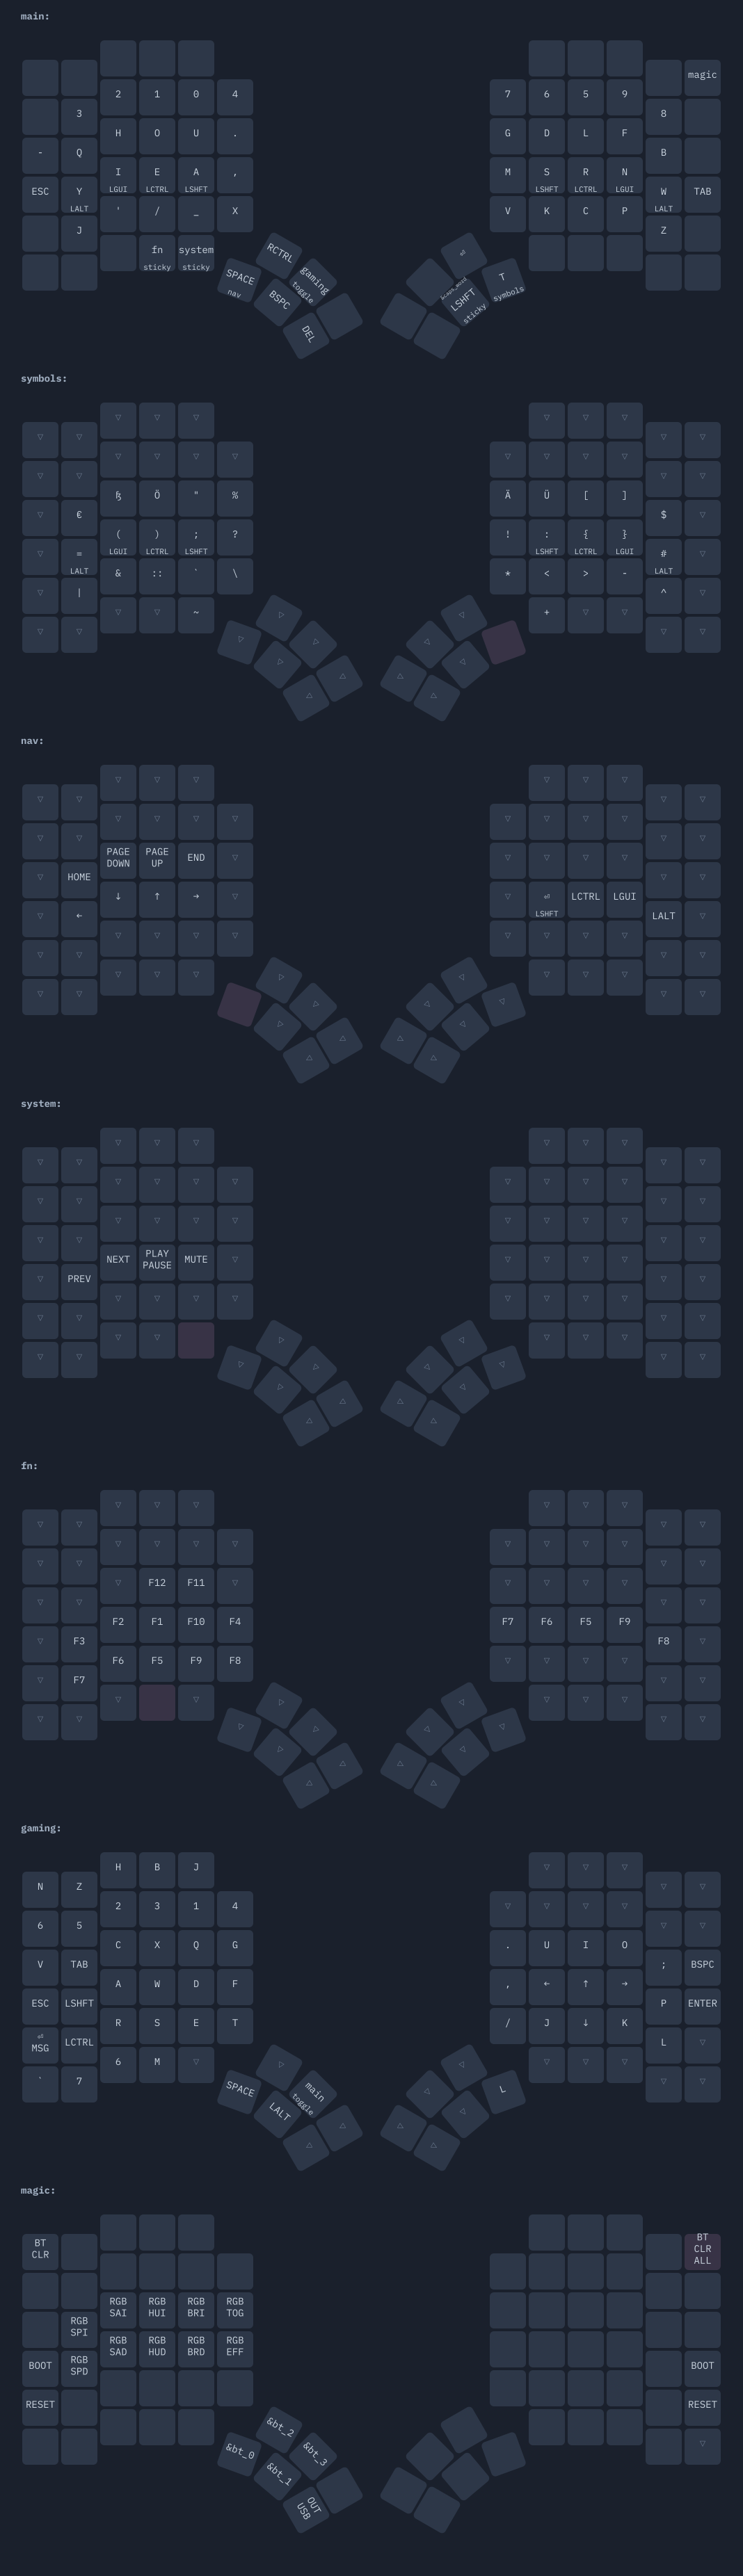 main:
magic
2 1 0 4 7 6 5 9
3 8
H O U . G D L F
- Q B
I E A , M S R N
LGUI LCTRL LSHFT LSHFT LCTRL LGUI
ESC Y W TAB
LALT LALT
' / _ X V K C P
J Z
fn system
sticky sticky
RCTRL ⏎
SPACE gaming T
nav toggle symbols
BSPC LSHFT
sticky
DEL
symbols:
▽ ▽ ▽ ▽ ▽ ▽
▽ ▽ ▽ ▽
▽ ▽ ▽ ▽ ▽ ▽ ▽ ▽
▽ ▽ ▽ ▽
Ö " % Ä Ü [ ]
▽ € $ ▽
( ) ; ? ! : { }
LGUI LCTRL LSHFT LSHFT LCTRL LGUI
▽ = # ▽
LALT LALT
& :: ` \ * < > -
▽ | ^ ▽
▽ ▽ ~ + ▽ ▽
▽ ▽ ▽ ▽
▽ ▽
▽ ▽ ▽
▽ ▽
△ △ △ △
nav:
▽ ▽ ▽ ▽ ▽ ▽
▽ ▽ ▽ ▽
▽ ▽ ▽ ▽ ▽ ▽ ▽ ▽
▽ ▽ ▽ ▽
PAGE PAGE
DOWN UP END ▽ ▽ ▽ ▽ ▽
▽ HOME ▽ ▽
↓ ↑ → ▽ ▽ ⏎ LCTRL LGUI
LSHFT
▽ ← LALT ▽
▽ ▽ ▽ ▽ ▽ ▽ ▽ ▽
▽ ▽ ▽ ▽
▽ ▽ ▽ ▽ ▽ ▽
▽ ▽ ▽ ▽
▽ ▽
▽ ▽ ▽
▽ ▽
△ △ △ △
system:
▽ ▽ ▽ ▽ ▽ ▽
▽ ▽ ▽ ▽
▽ ▽ ▽ ▽ ▽ ▽ ▽ ▽
▽ ▽ ▽ ▽
▽ ▽ ▽ ▽ ▽ ▽ ▽ ▽
▽ ▽ ▽ ▽
NEXT PLAY MUTE ▽ ▽ ▽ ▽ ▽
PAUSE
▽ PREV ▽ ▽
▽ ▽ ▽ ▽ ▽ ▽ ▽ ▽
▽ ▽ ▽ ▽
▽ ▽ ▽ ▽ ▽
▽ ▽ ▽ ▽
▽ ▽
▽ ▽ ▽ ▽
▽ ▽
△ △ △ △
fn:
▽ ▽ ▽ ▽ ▽ ▽
▽ ▽ ▽ ▽
▽ ▽ ▽ ▽ ▽ ▽ ▽ ▽
▽ ▽ ▽ ▽
▽ F12 F11 ▽ ▽ ▽ ▽ ▽
▽ ▽ ▽ ▽
F2 F1 F10 F4 F7 F6 F5 F9
▽ F3 F8 ▽
F6 F5 F9 F8 ▽ ▽ ▽ ▽
▽ F7 ▽ ▽
▽ ▽ ▽ ▽ ▽
▽ ▽ ▽ ▽
▽ ▽
▽ ▽ ▽ ▽
▽ ▽
△ △ △ △
gaming:
H B J ▽ ▽ ▽
N Z ▽ ▽
2 3 1 4 ▽ ▽ ▽ ▽
6 5 ▽ ▽
C X Q G . U I O
V TAB ; BSPC
A W D F , ← ↑ →
ESC LSHFT P ENTER
R S E T / J ↓ K
⏎
MSG LCTRL L ▽
6 M ▽ ▽ ▽ ▽
` 7 ▽ ▽
▽ ▽
SPACE main ▽ L
toggle
LALT ▽
△ △ △ △
magic:
BT BT
CLR CLR
ALL
RGB RGB RGB RGB
SAI HUI BRI TOG
RGB
SPI
RGB RGB RGB RGB
SAD HUD BRD EFF
BOOT RGB BOOT
SPD
RESET RESET
&bt_2
&bt_0 &bt_3 ▽
&bt_1
OUT
USB